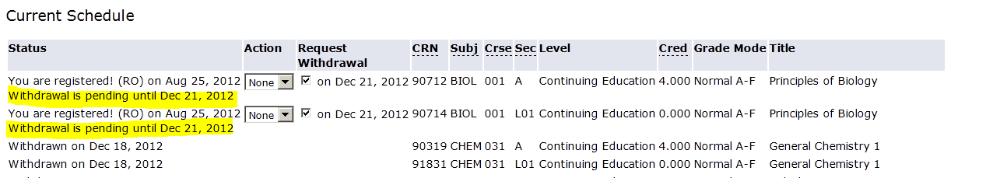 Current Schedule
Status Action Request Withdrawal CRN Subj Crse Sec Level Cred Grade Mode Title
You are registered! (RO) on Aug 25, 2012 None on Dec 21, 2012 90712 BIOL 001 A Continuing Education 4.000 Normal A-F Principles of Biology
Withdrawal is pending until Dec 21, 2012
You are registered! (RO) on Aug 25, 2012 None on Dec 21, 2012 90714 BIOL 001 L01 Continuing Education 0.000 Normal A-F Principles of Biology
Withdrawal is pending until Dec 21, 2012
Withdrawn on Dec 18, 2012 90319 CHEM 031 A Continuing Education 4.000 Normal A-F General Chemistry 1
Withdrawn on Dec 18, 2012 91831 CHEM 031 L01 Continuing Education 0.000 Normal A-F General Chemistry 1